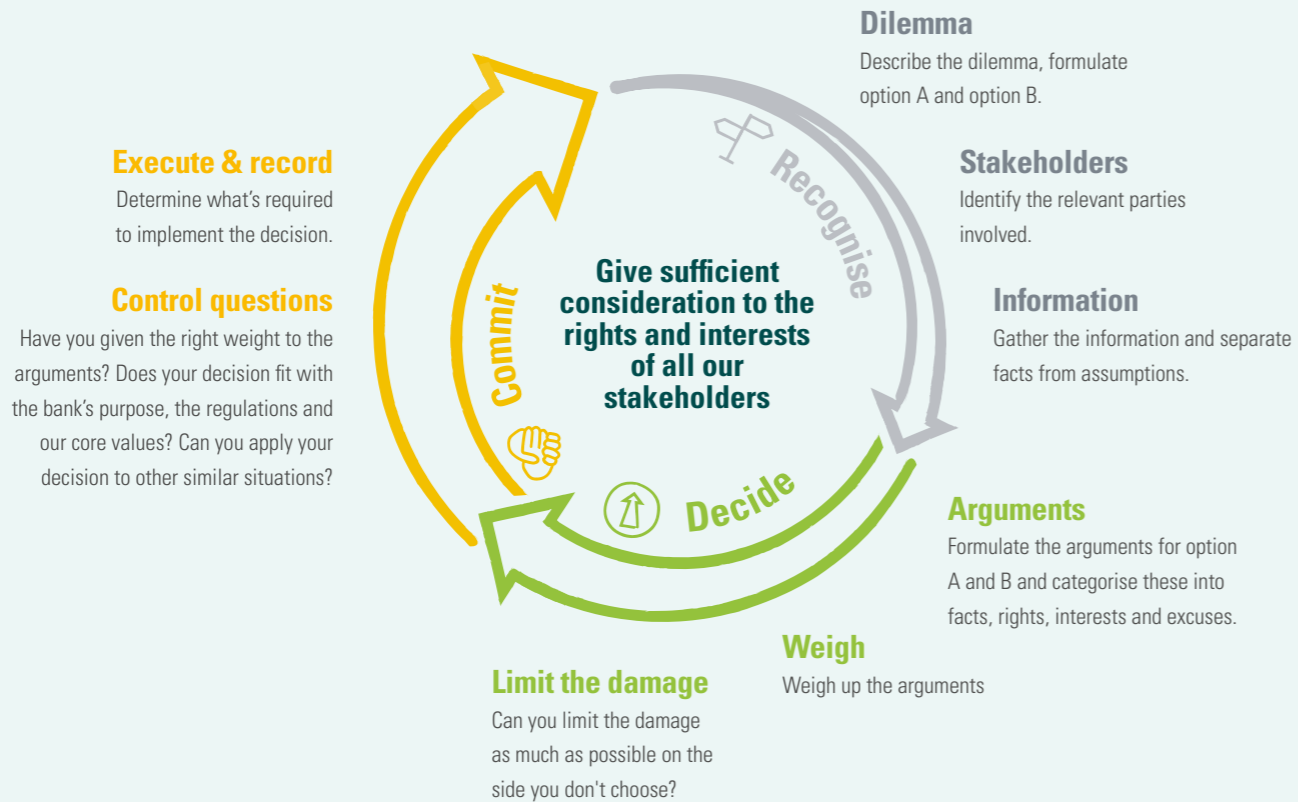 Dilemma
Describe the dilemma, formulate
option A and option B.
Stakeholders
Identify the relevant parties
involved.
Information
Gather the information and separate
facts from assumptions.
Recognise
Arguments
Formulate the arguments for option
A and B and categorise these into
facts, rights, interests and excuses.
Weigh
Weigh up the arguments
Limit the damage
Can you limit the damage
as much as possible on the
side you don't choose?
Decide
Control questions
Have you given the right weight to the
arguments? Does your decision fit with
the bank’s purpose, the regulations and
our core values? Can you apply your
decision to other similar situations?
Execute & record
Determine what’s required
to implement the decision.
Commit
Give sufficient
consideration to the
rights and interests
of all our
stakeholders